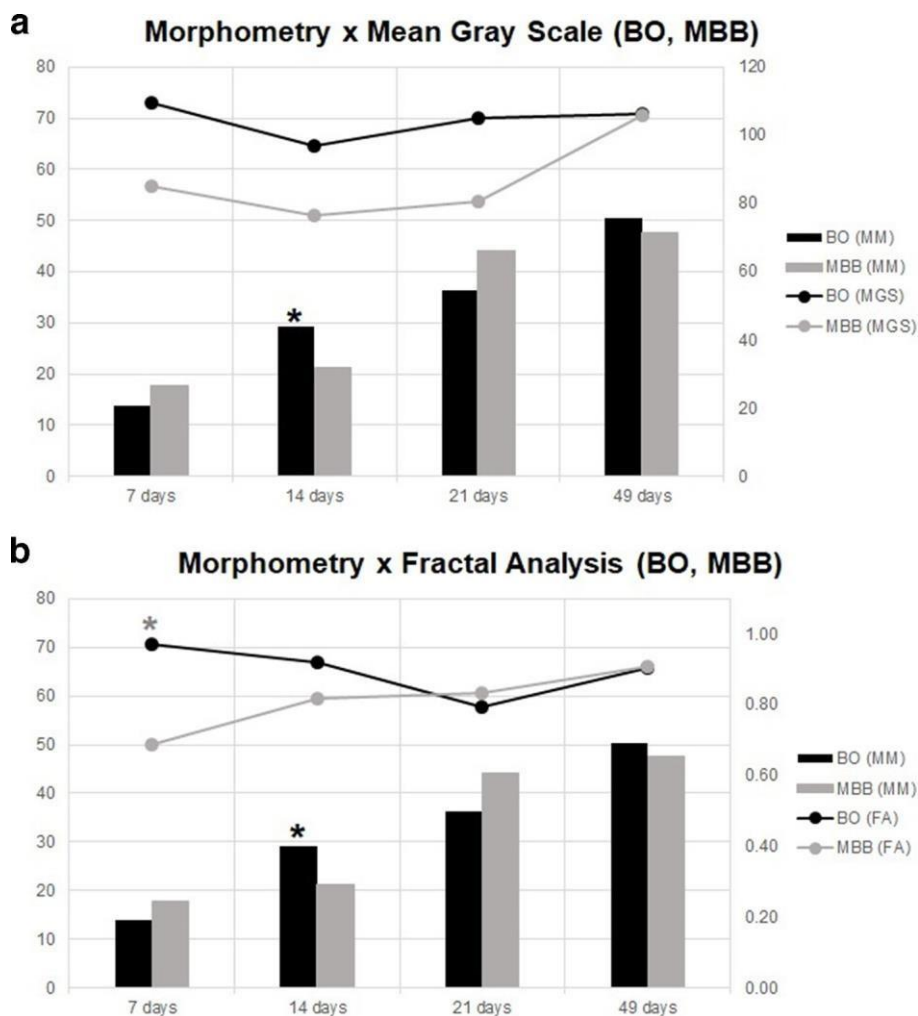 a
Morphometry x Mean Gray Scale (BO, MBB)
80 120
70 100
60
50 80
40 60
30 *
20 40
10 20
0 0
7 days 14 days 21 days 49 days
BO (MM)
MBB (MM)
BO (MGS)
MBB (MGS)
b
Morphometry x Fractal Analysis (BO, MBB)
80
70 * 1.00
60 0.80
50
40 0.60
30 * 0.40
20
10 0.20
0 0.00
7 days 14 days 21 days 49 days
BO (MM)
MBB (MM)
BO (FA)
MBB (FA)